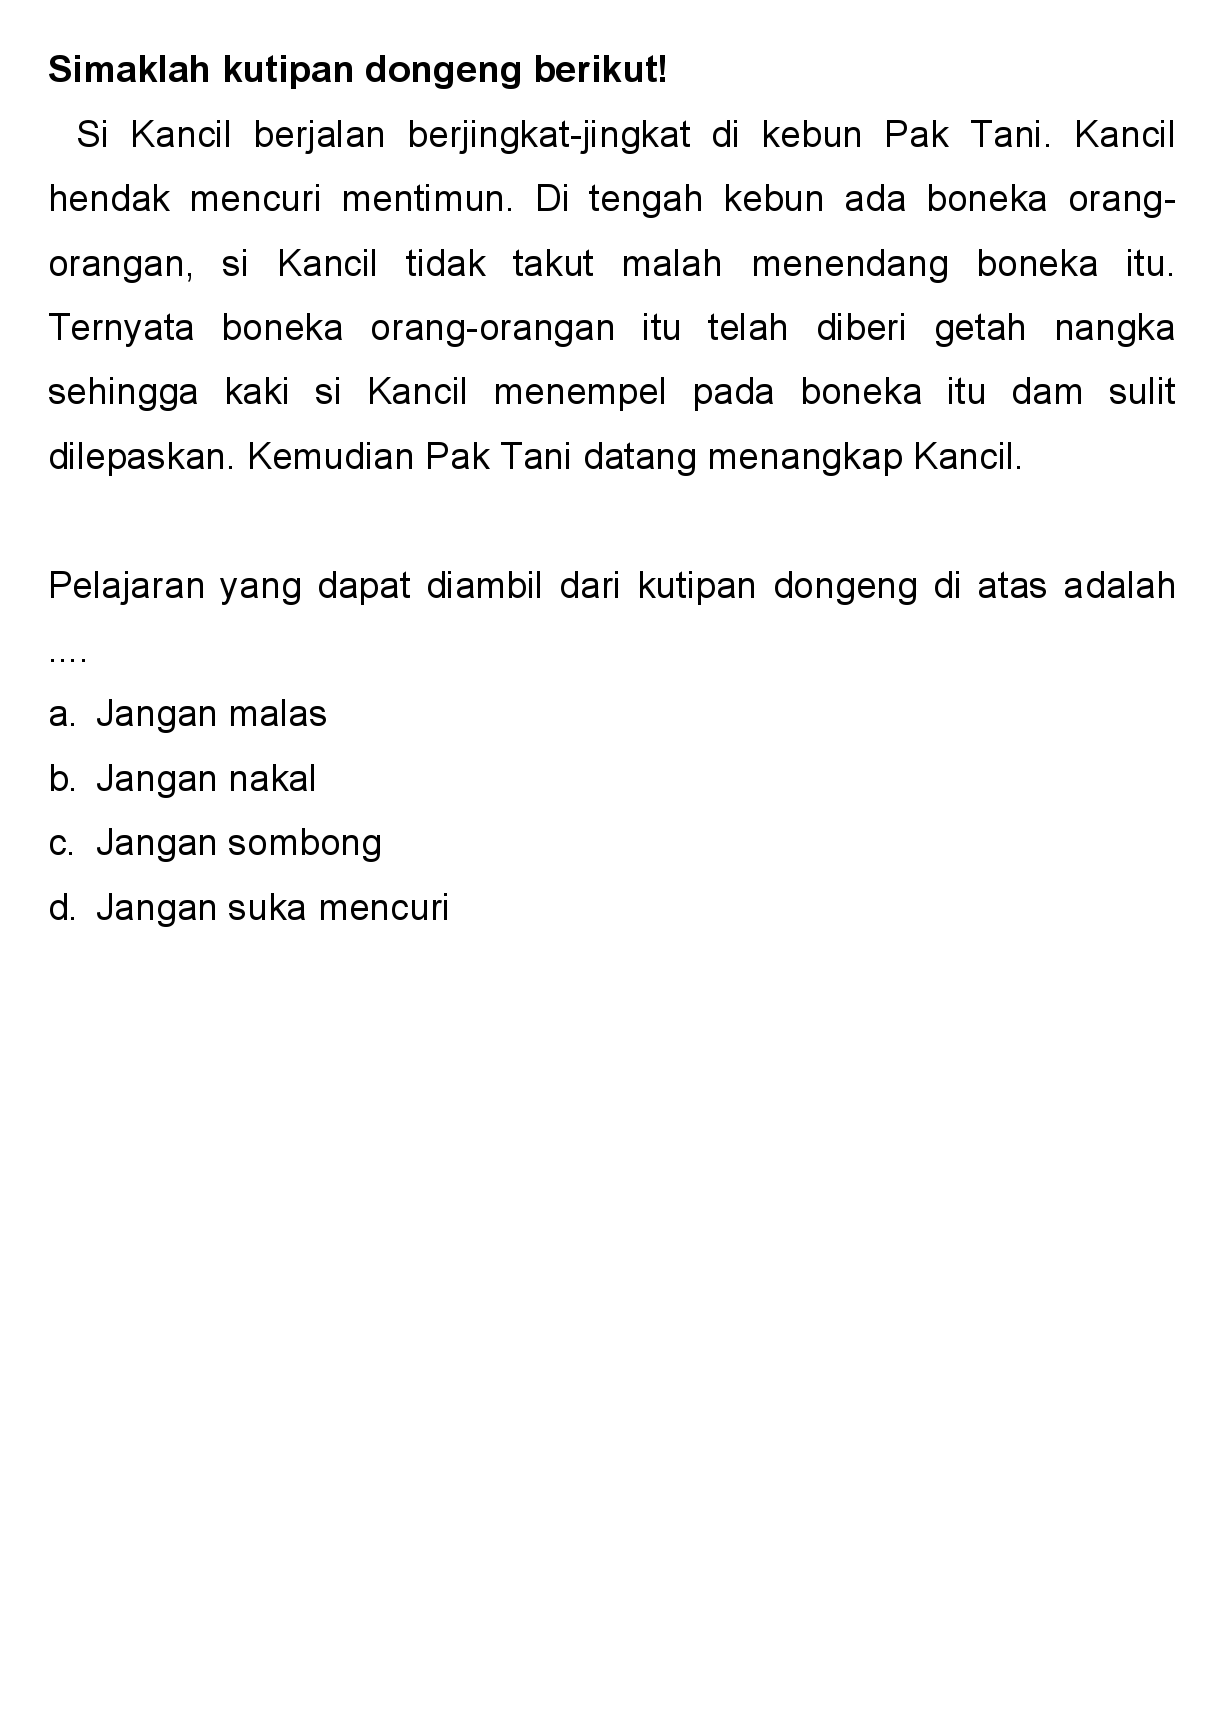 Simaklah kutipan dongeng berikut!
Si Kancil berjalan berjingkat-jingkat di kebun Pak Tani. Kancil
hendak mencuri mentimun. Di tengah kebun ada boneka orang-
orangan, si Kancil tidak takut malah menendang boneka itu.
Ternyata boneka orang-orangan itu telah diberi getah nangka
sehingga kaki si Kancil menempel pada boneka itu dam sulit
dilepaskan. Kemudian Pak Tani datang menangkap Kancil.
Pelajaran yang dapat diambil dari kutipan dongeng di atas adalah
....
a. Jangan malas
b. Jangan nakal
c. Jangan sombong
d. Jangan suka mencuri